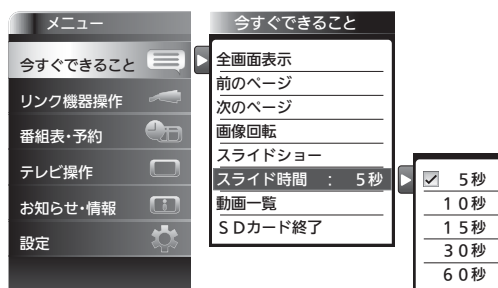 メニュー
今すぐできること
リンク機器操作
番組表・予約
テレビ操作
お知らせ・情報
設定
今すぐできること
全画面表示
前のページ
次のページ
画像回転
スライドショー
スライド時間 : 5秒
動画一覧
SDカード終了
5秒
10秒
15秒
30秒
60秒